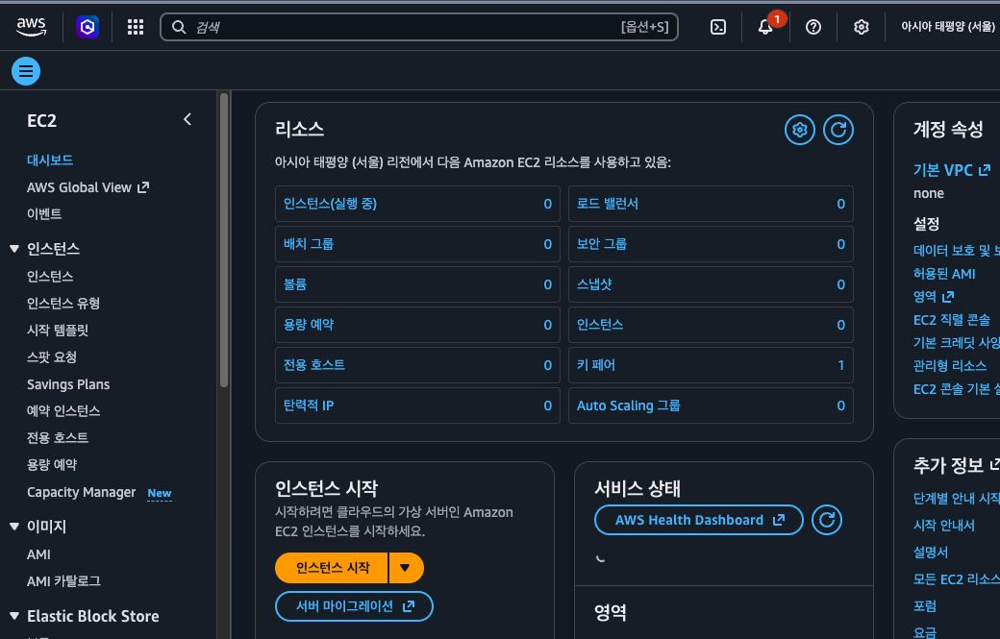 aws
검색
[옵션+S]
1
아시아 태평양 (서울)
EC2
대시보드
AWS Global View
이벤트
인스턴스
인스턴스
인스턴스 유형
시작 템플릿
스팟 요청
Savings Plans
예약 인스턴스
전용 호스트
용량 예약
Capacity Manager New
이미지
AMI
AMI 카탈로그
Elastic Block Store
리소스
아시아 태평양 (서울) 리전에서 다음 Amazon EC2 리소스를 사용하고 있음:
인스턴스(실행 중) 0
로드 밸런서 0
배치 그룹 0
보안 그룹 0
볼륨 0
스냅샷 0
용량 예약 0
인스턴스 0
전용 호스트 0
키 페어 1
탄력적 IP 0
Auto Scaling 그룹 0
인스턴스 시작
시작하려면 클라우드의 가상 서버인 Amazon
EC2 인스턴스를 시작하세요.
인스턴스 시작
서버 마이그레이션
서비스 상태
AWS Health Dashboard
영역
계정 속성
기본 VPC
none
설정
데이터 보호 및
허용된 AMI
영역
EC2 직렬 콘솔
기본 크레딧 사양
관리형 리소스
EC2 콘솔 기본
추가 정보
단계별 안내 시작
시작 안내서
설명서
모든 EC2 리소스
포럼
요금